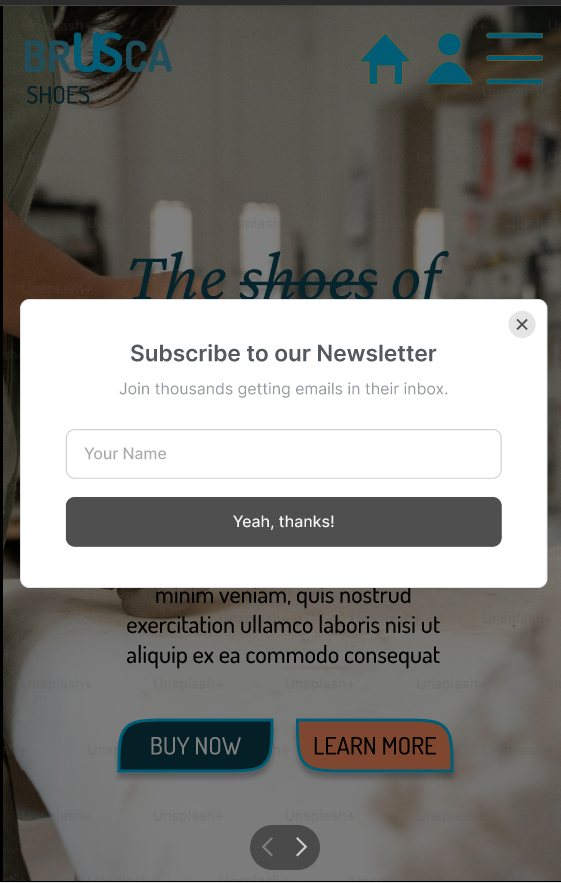 BRUSCA
SHOES
The shoes of
Subscribe to our Newsletter
Join thousands getting emails in their inbox.
Your Name
Yeah, thanks!
minim veniam, quis nostrud
exercitation ullamco laboris nisi ut
aliquip ex ea commodo consequat
Unsplash+ Unsplash+ Unsplash+ Unsplash+
BUY NOW LEARN MORE
Unsplash+ Unsplash+ Unsplash+